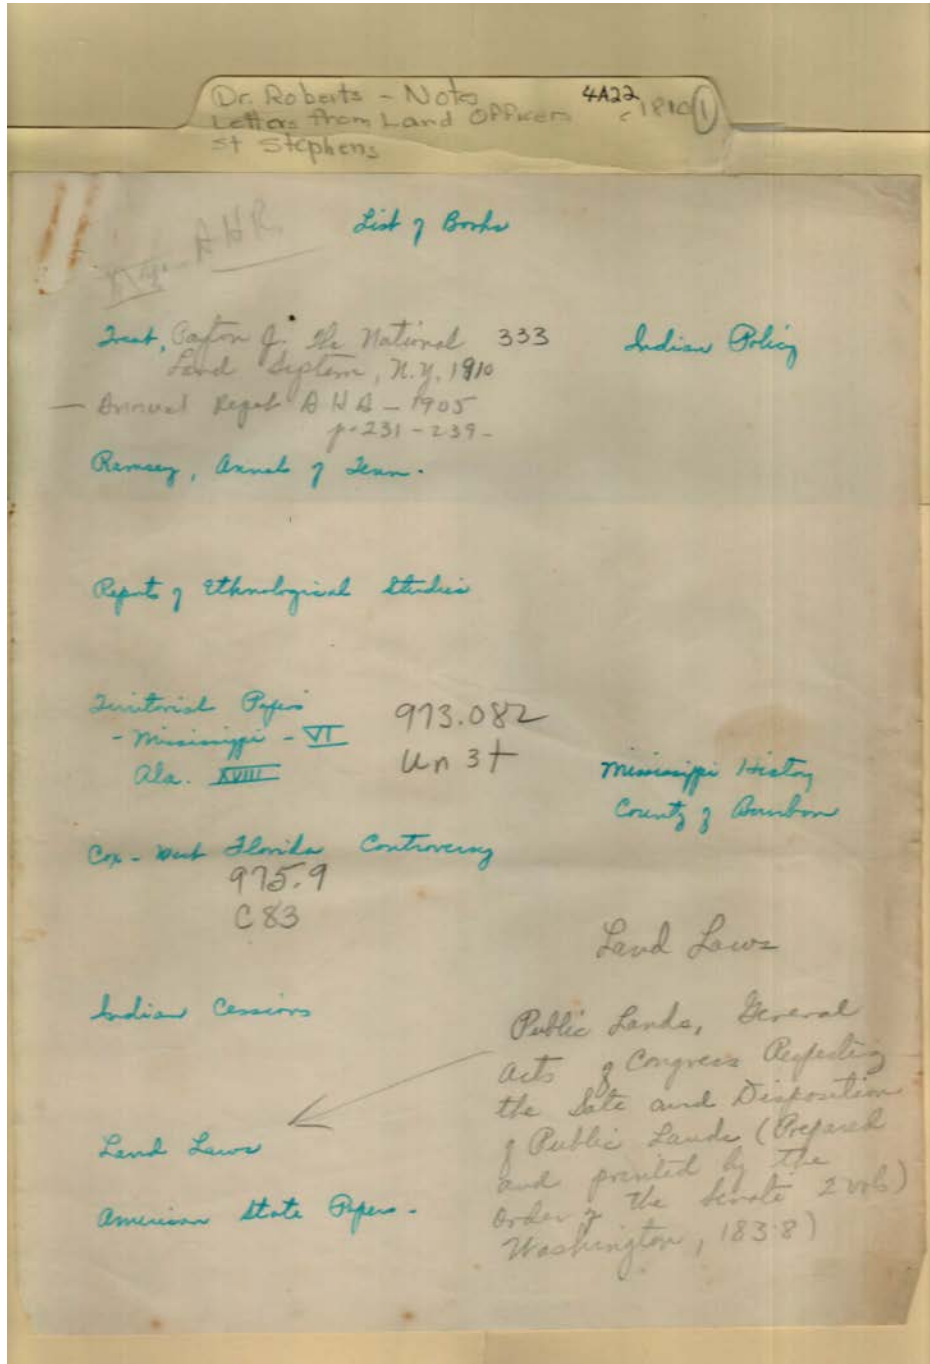 Dr. Roberts - Notes 4A22 c 1810 (1)
Letters from Land Officers
St Stephens
A H R.
List of Books
Treat, Payton J. The National 333 Indian Policy
Land System, N.Y. 1910
- Annual Report A H A - 1905
p. 231 - 239 -
Ramsey, Annals of Tenn.
Reports of Ethnological Studies
Territorial Papers
- Mississippi - VI
Ala. XVIII
973.082
Un 3t
Mississippi History
County of Bourbon
Cox - West Florida Controversy
975.9
C83
Land Laws
Indian Cessions
Public Lands, General
Acts of Congress Respecting
the Sale and Disposition
of Public Lands (Prepared
and printed by the
order of the Senate 2 vols)
Washington, 1838)
Land Laws
American State Papers -